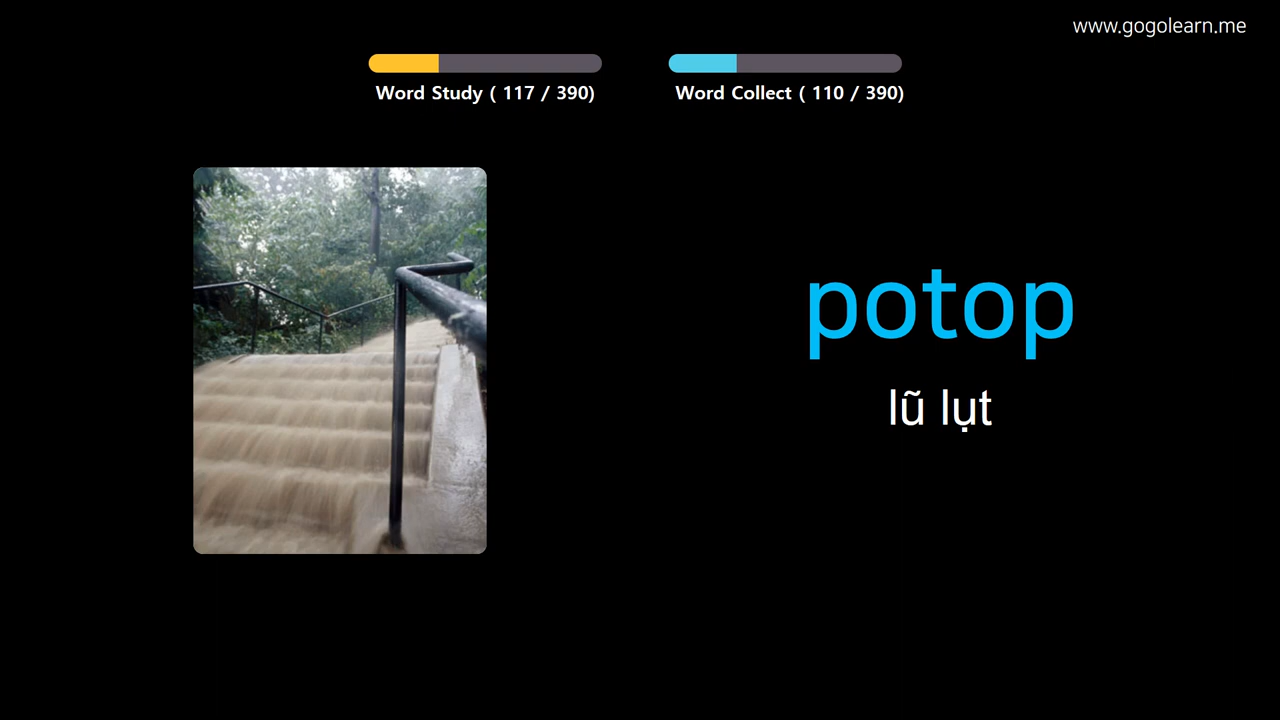 www.gogolearn.me
Word Study ( 117 / 390)
Word Collect ( 110 / 390)
potop
lũ lụt